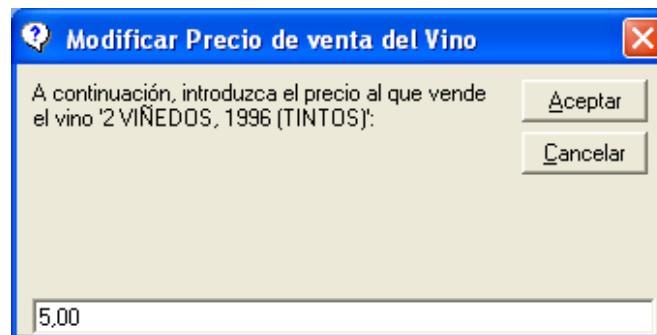 Modificar Precio de venta del Vino
A continuación, introduzca el precio al que vende
el vino '2 VIÑEDOS, 1996 (TINTOS)':
Aceptar
Cancelar
5,00